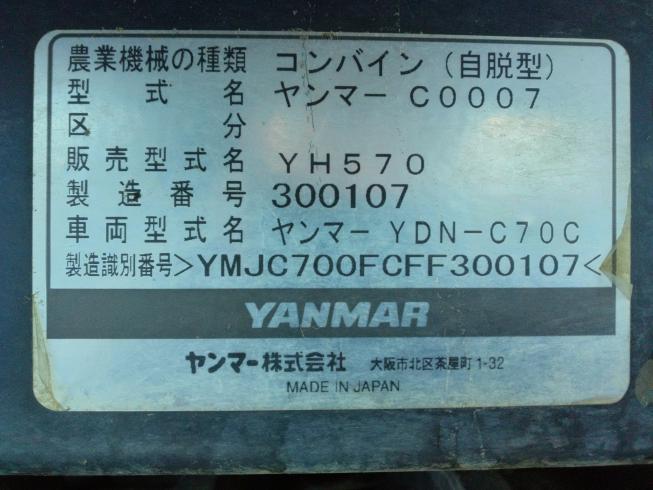 農業機械の種類 コンバイン（自脱型）
型式名 ヤンマー C0007
区分
販売型式名 YH570
製造番号 300107
車両型式名 ヤンマー YDN-C70C
製造識別番号>YMJC700FCFF300107<
YANMAR
ヤンマー株式会社 大阪市北区茶屋町1-32
MADE IN JAPAN